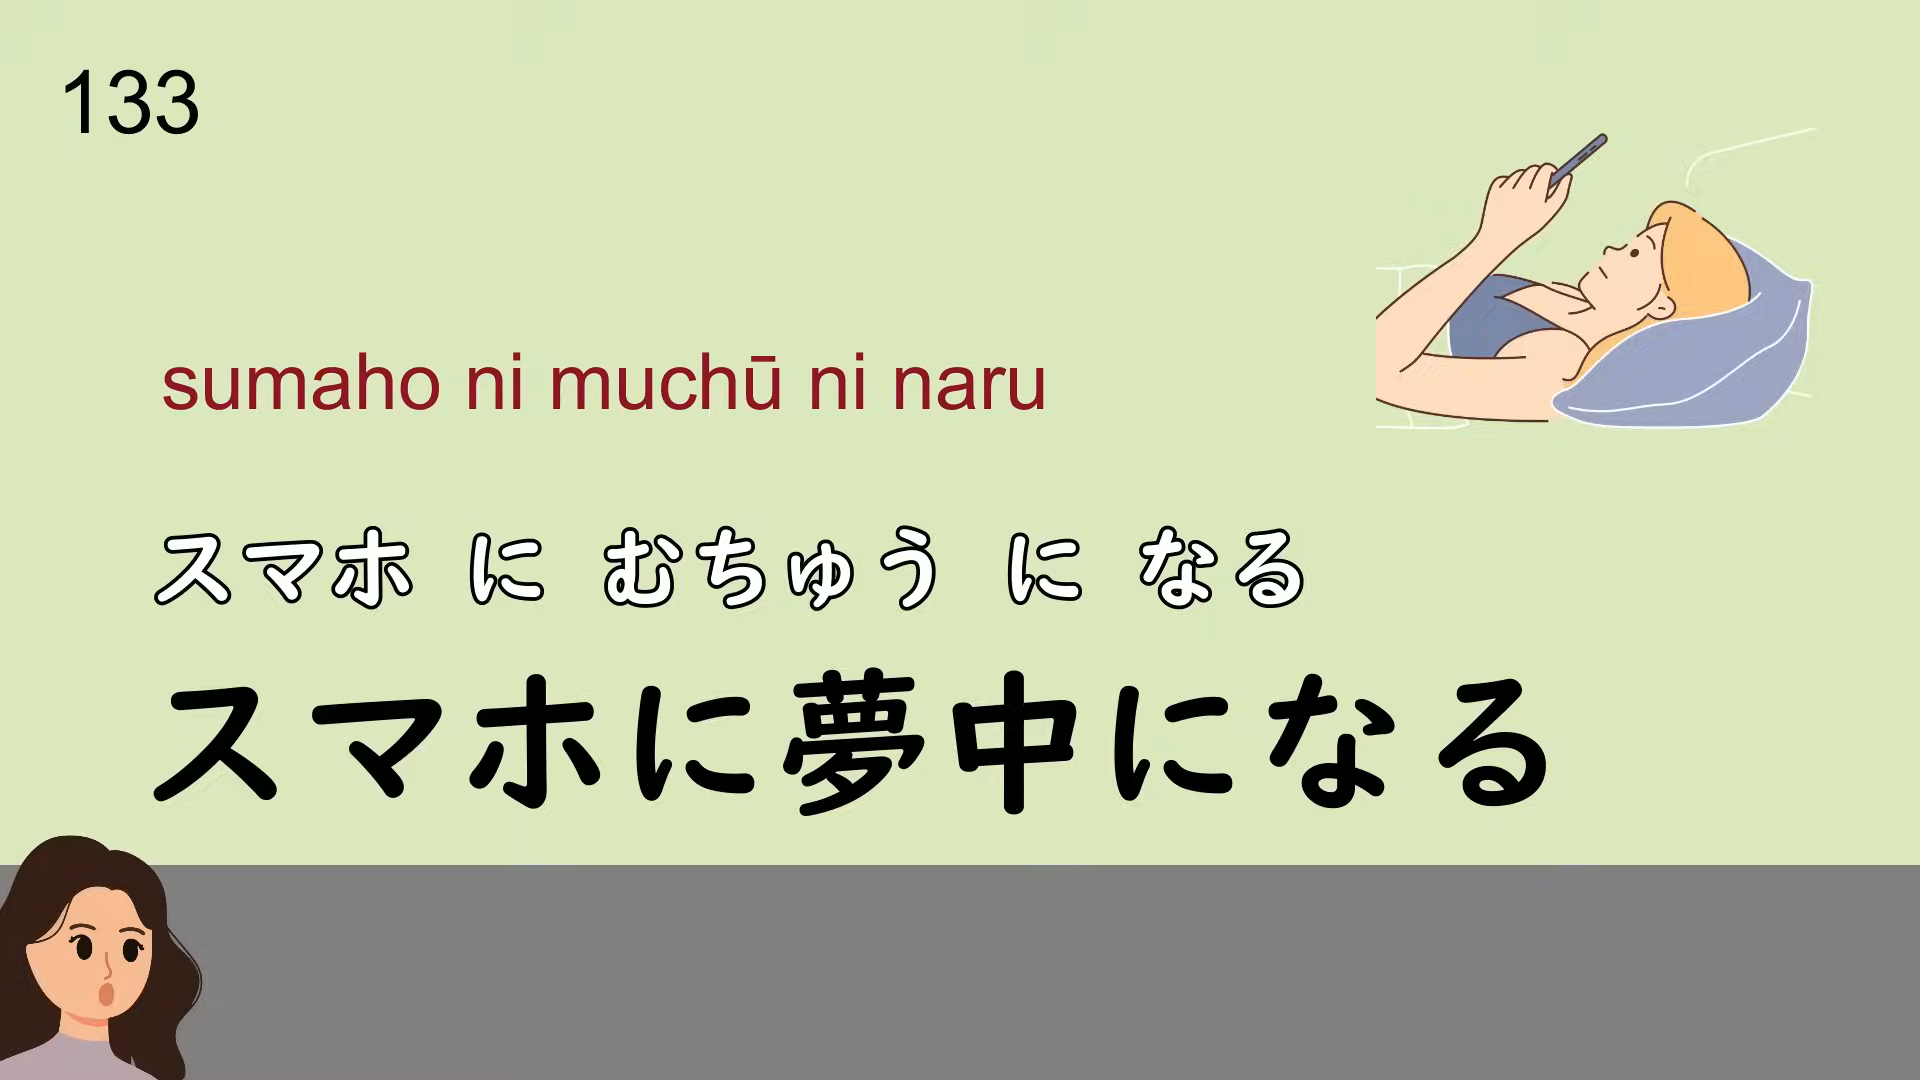 133
sumaho ni muchū ni naru
スマホ に むちゅう に なる
スマホに夢中になる